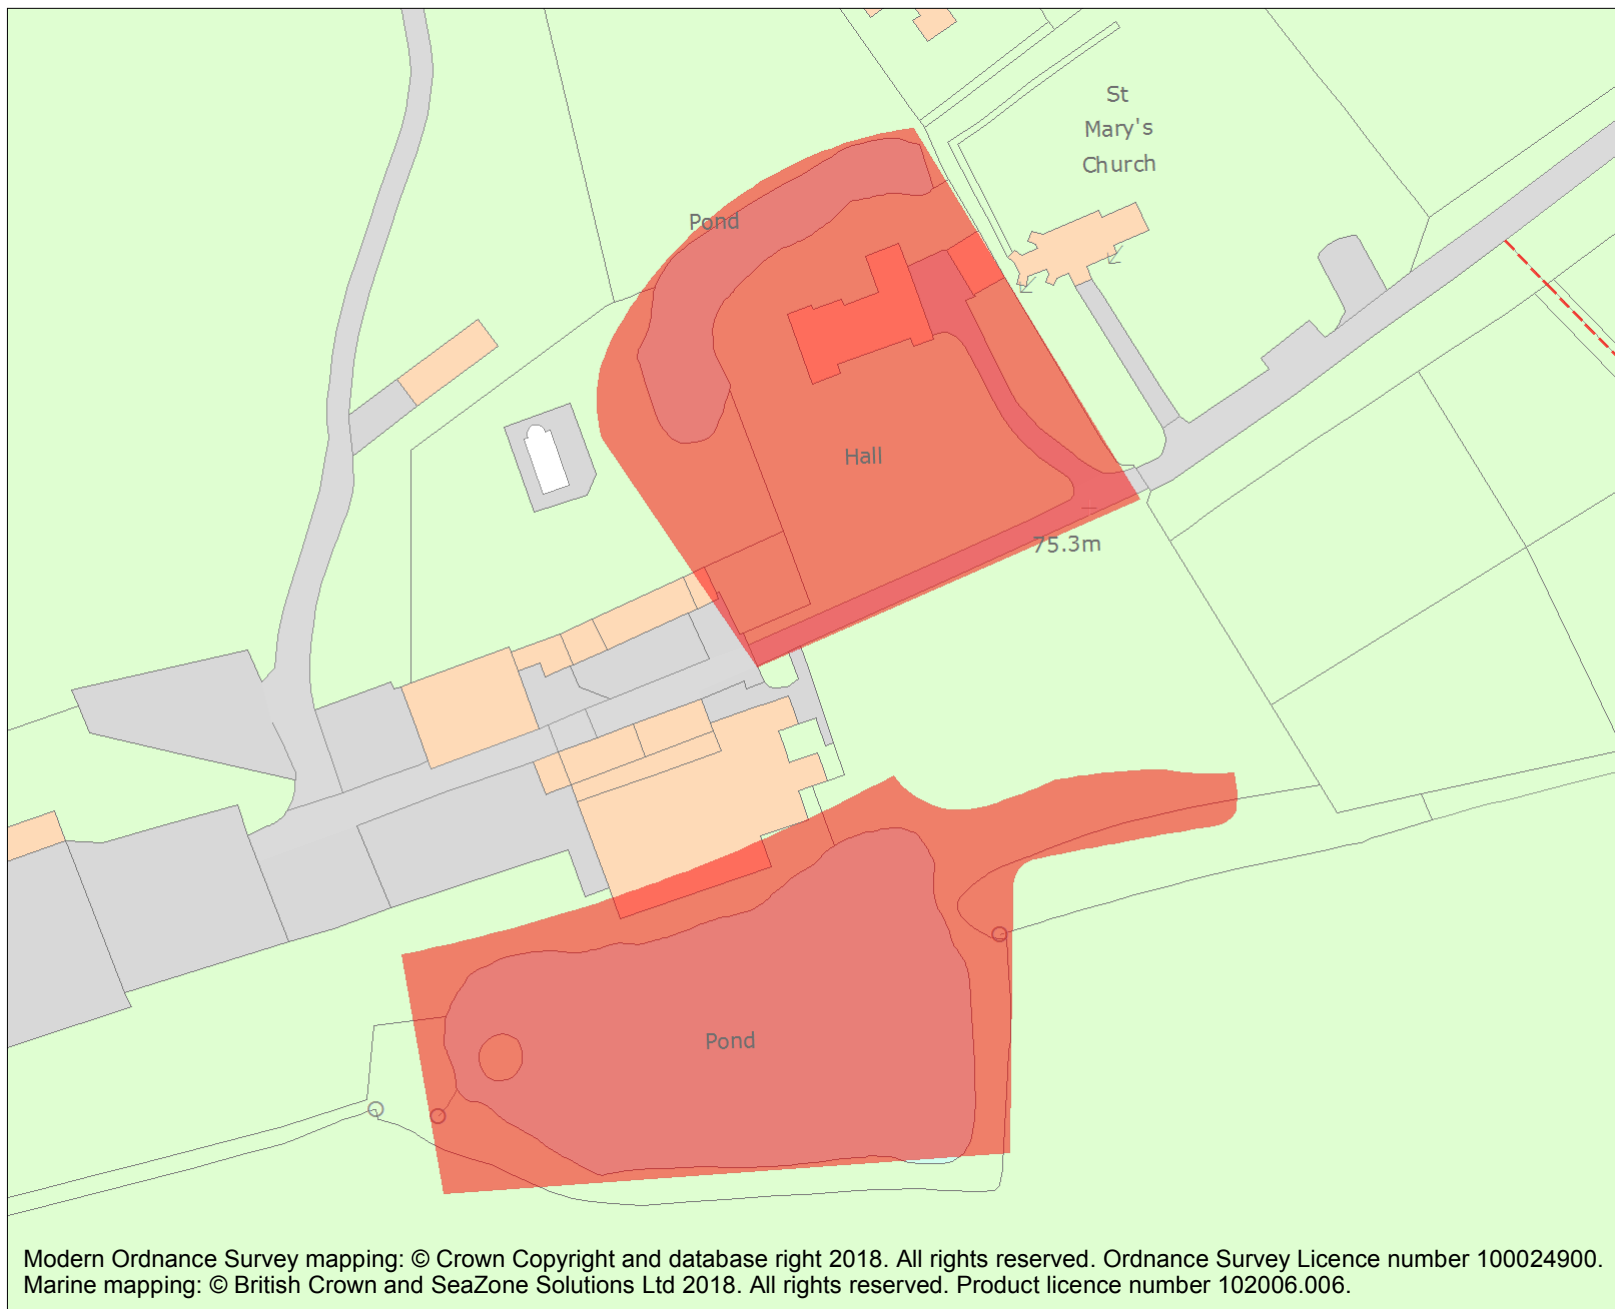 St
Mary's
Church
Pond
Hall
75.3m
Pond
Modern Ordnance Survey mapping: © Crown Copyright and database right 2018. All rights reserved. Ordnance Survey Licence number 100024900.
Marine mapping: © British Crown and SeaZone Solutions Ltd 2018. All rights reserved. Product licence number 102006.006.